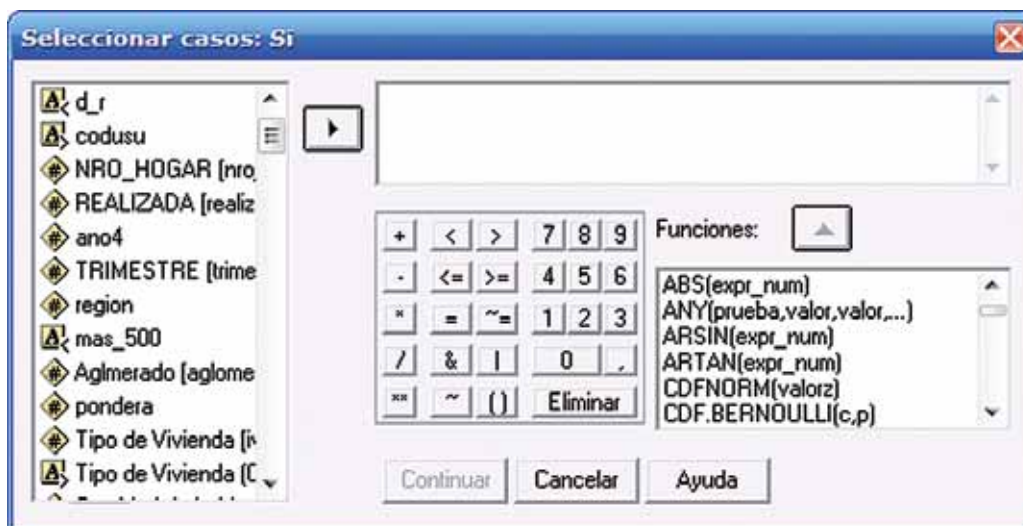 Seleccionar casos: Si
d_r
codusu
NRO_HOGAR [nro_
REALIZADA [realiz
ano4
TRIMESTRE [trime
region
mas_500
Aglmerado [aglome
pondera
Tipo de Vivienda [iv
Tipo de Vivienda (C
+ < > 7 8 9
- <= >= 4 5 6
* = ~= 1 2 3
/ & | 0 ,
** ~ () Eliminar
Funciones:
ABS(expr_num)
ANY(prueba,valor,valor,...)
ARSIN(expr_num)
ARTAN(expr_num)
CDFNORM(valorz)
CDF.BERNOULLI(c,p)
Continuar Cancelar Ayuda